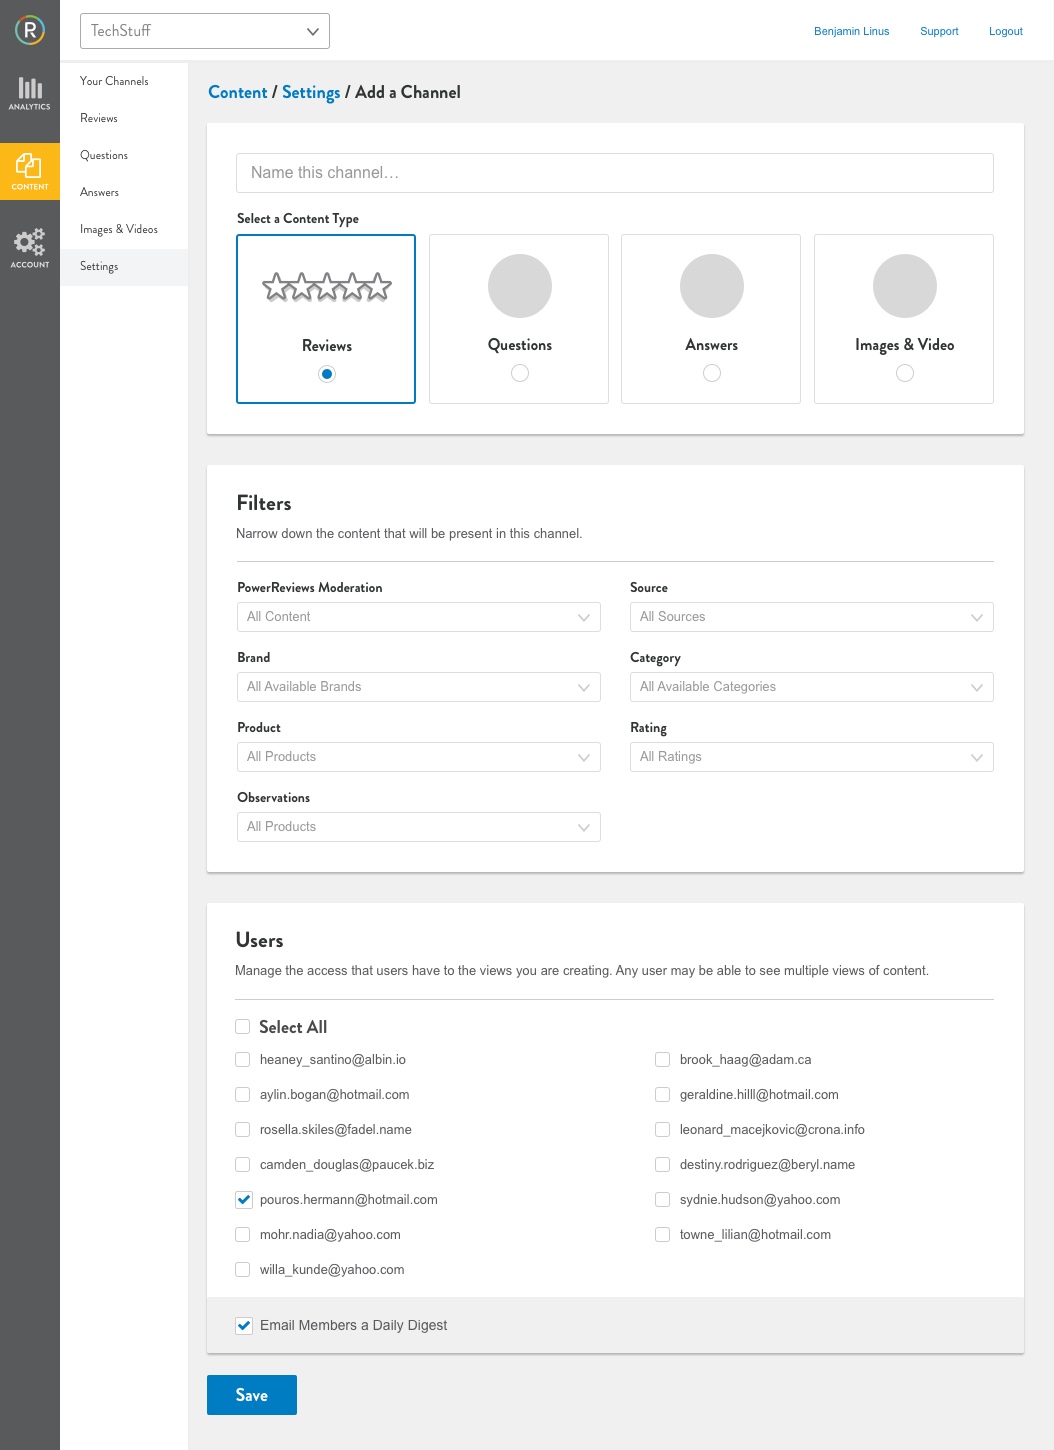 R
TechStuff
Benjamin Linus
Support
Logout
ANALYTICS
CONTENT
ACCOUNT
Your Channels
Reviews
Questions
Answers
Images & Videos
Settings
Content / Settings / Add a Channel
Name this channel...
Select a Content Type
Reviews
Questions
Answers
Images & Video
Filters
Narrow down the content that will be present in this channel.
PowerReviews Moderation
All Content
Source
All Sources
Brand
All Available Brands
Category
All Available Categories
Product
All Products
Rating
All Ratings
Observations
All Products
Users
Manage the access that users have to the views you are creating. Any user may be able to see multiple views of content.
Select All
heaney_santino@albin.io
brook_haag@adam.ca
aylin.bogan@hotmail.com
geraldine.hilll@hotmail.com
rosella.skiles@fadel.name
leonard_macejkovic@crona.info
camden_douglas@paucek.biz
destiny.rodriguez@beryl.name
pouros.hermann@hotmail.com
sydnie.hudson@yahoo.com
mohr.nadia@yahoo.com
towne_lilian@hotmail.com
willa_kunde@yahoo.com
Email Members a Daily Digest
Save